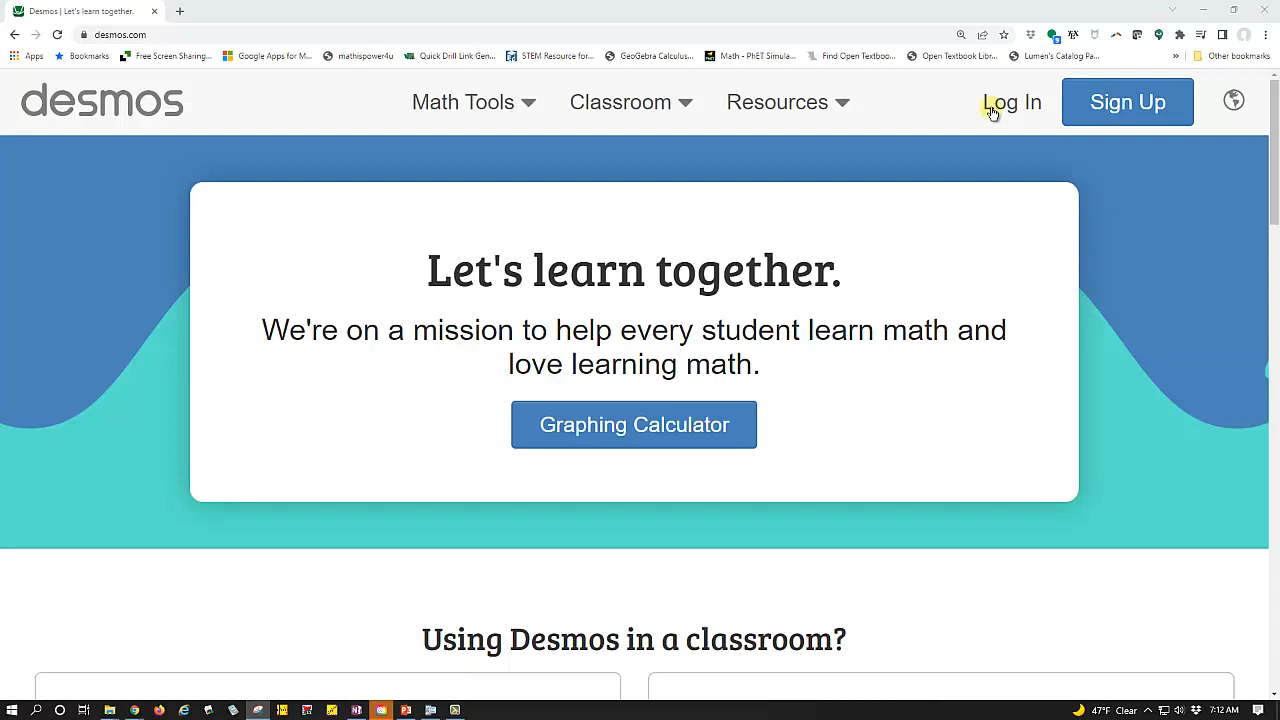 Desmos | Let's learn together.
desmos.com
Apps
Bookmarks
Free Screen Sharing...
Google Apps for M...
mathispower4u
Quick Drill Link Gen...
STEM Resource for...
GeoGebra Calculus...
Math - PhET Simula...
Find Open Textboo...
Open Textbook Libr...
Lumen's Catalog Pa...
Other bookmarks
desmos
Math Tools
Classroom
Resources
Log In
Sign Up
Let's learn together.
We're on a mission to help every student learn math and
love learning math.
Graphing Calculator
Using Desmos in a classroom?
47°F Clear
7:12 AM